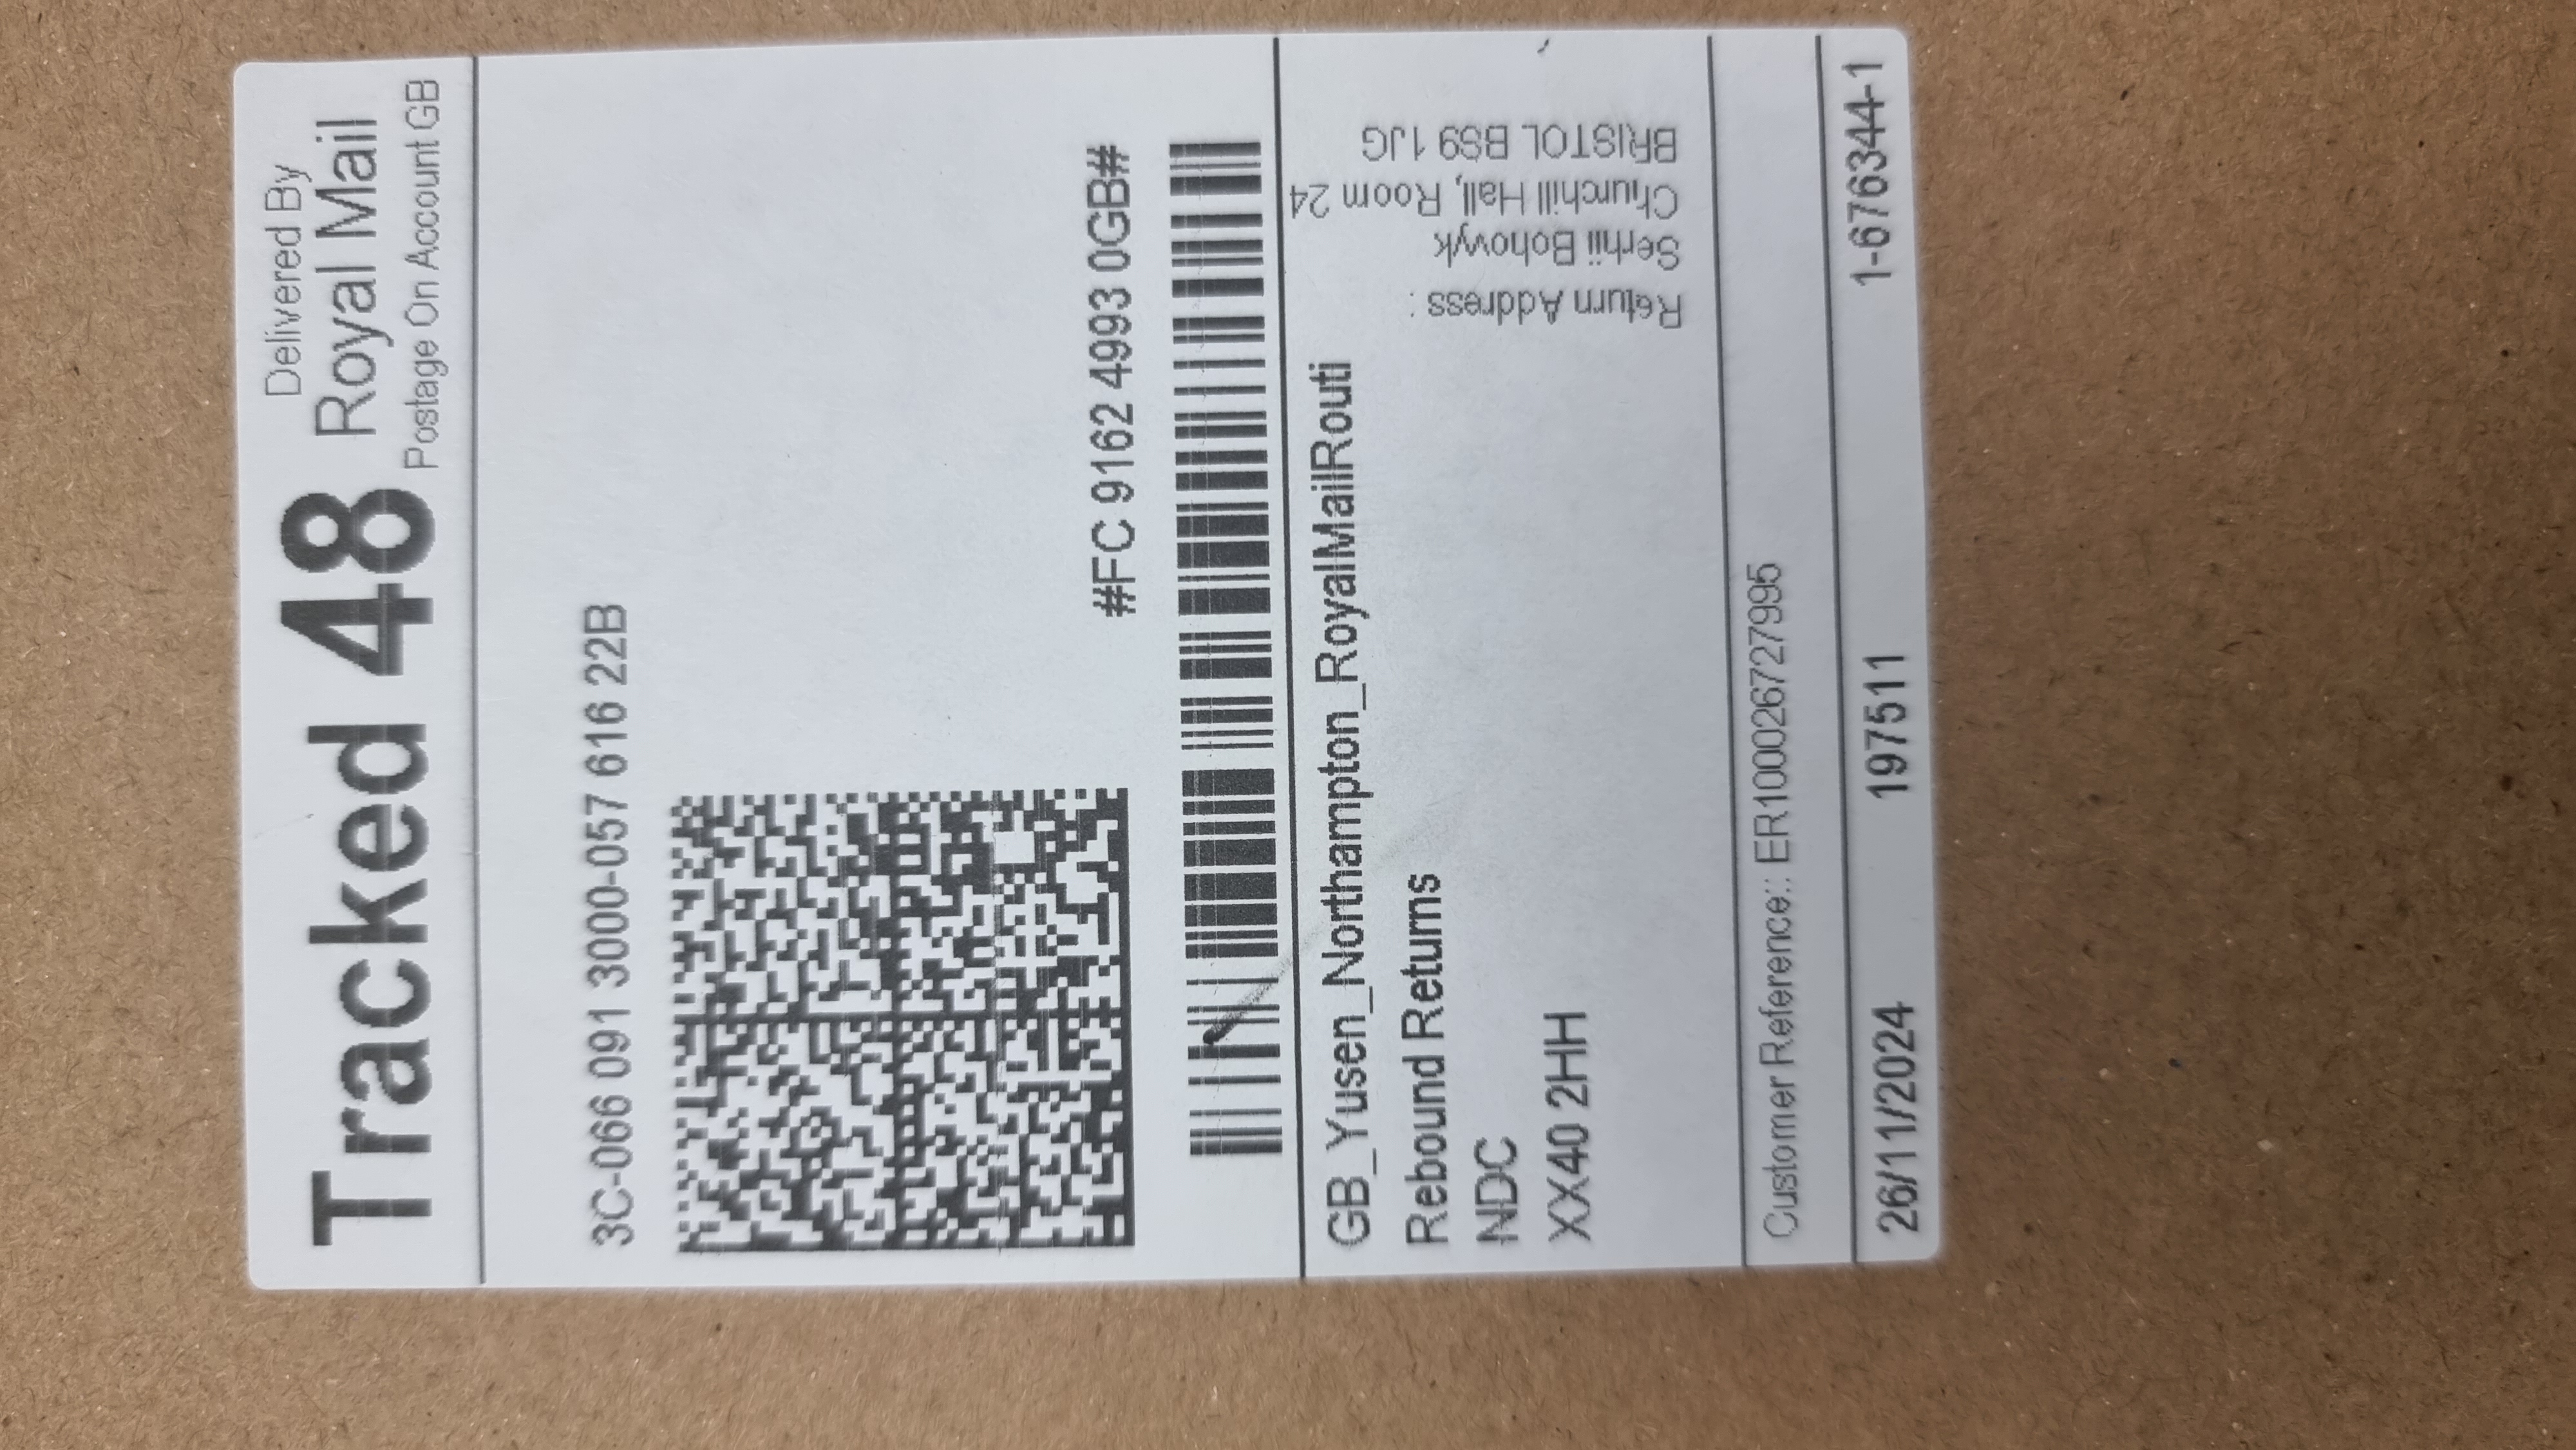 Tracked 48
Delivered By
Royal Mail
Postage On Account GB
3C-066 091 3000-057 616 22B
#FC 9162 4993 0GB#
GB_Yusen_Northampton_RoyalMailRouti
Rebound Returns
NDC
XX40 2HH
Return Address :
Serhii Bohovyk
Churchill Hall, Room 24
BRISTOL BS9 1JG
Customer Reference:: ER100026727995
26/11/2024
197511
1-676344-1